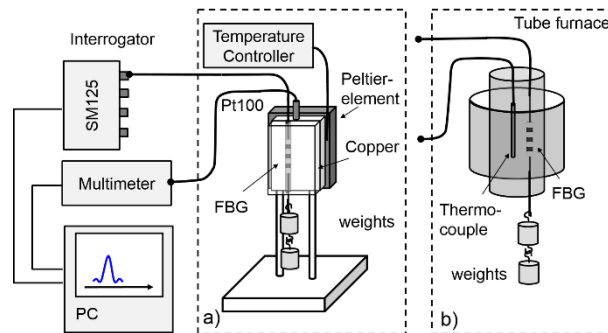 Interrogator
SM125
Multimeter
PC
Temperature
Controller
Pt100
Peltier-
element
Copper
FBG
weights
a)
Tube furnace
Thermo-
couple
FBG
weights
b)